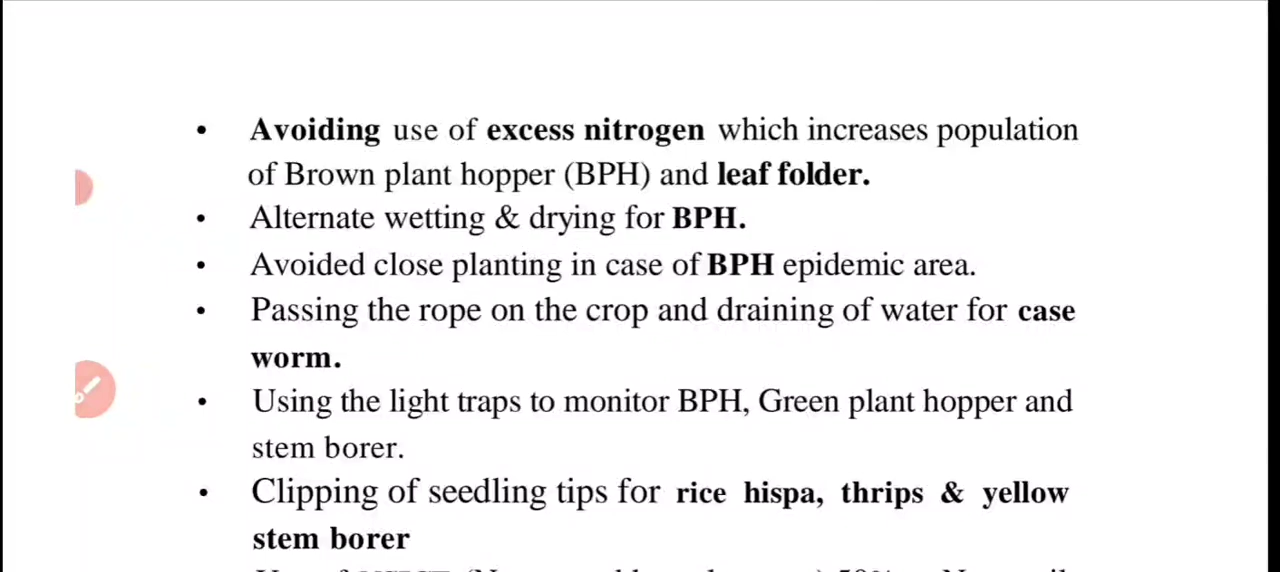 • Avoiding use of excess nitrogen which increases population
of Brown plant hopper (BPH) and leaf folder.
• Alternate wetting & drying for BPH.
• Avoided close planting in case of BPH epidemic area.
• Passing the rope on the crop and draining of water for case
worm.
• Using the light traps to monitor BPH, Green plant hopper and
stem borer.
• Clipping of seedling tips for rice hispa, thrips & yellow
stem borer